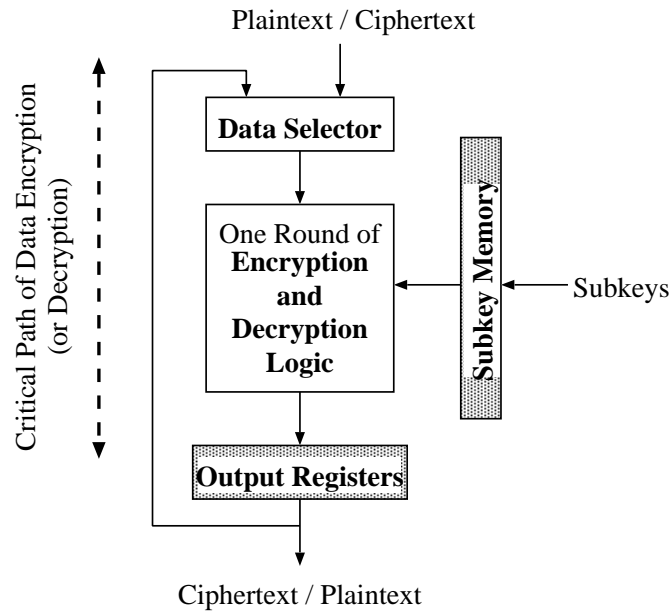 Plaintext / Ciphertext
Critical Path of Data Encryption
(or Decryption)
Data Selector
One Round of
Encryption
and
Decryption
Logic
Subkey Memory
Subkeys
Output Registers
Ciphertext / Plaintext